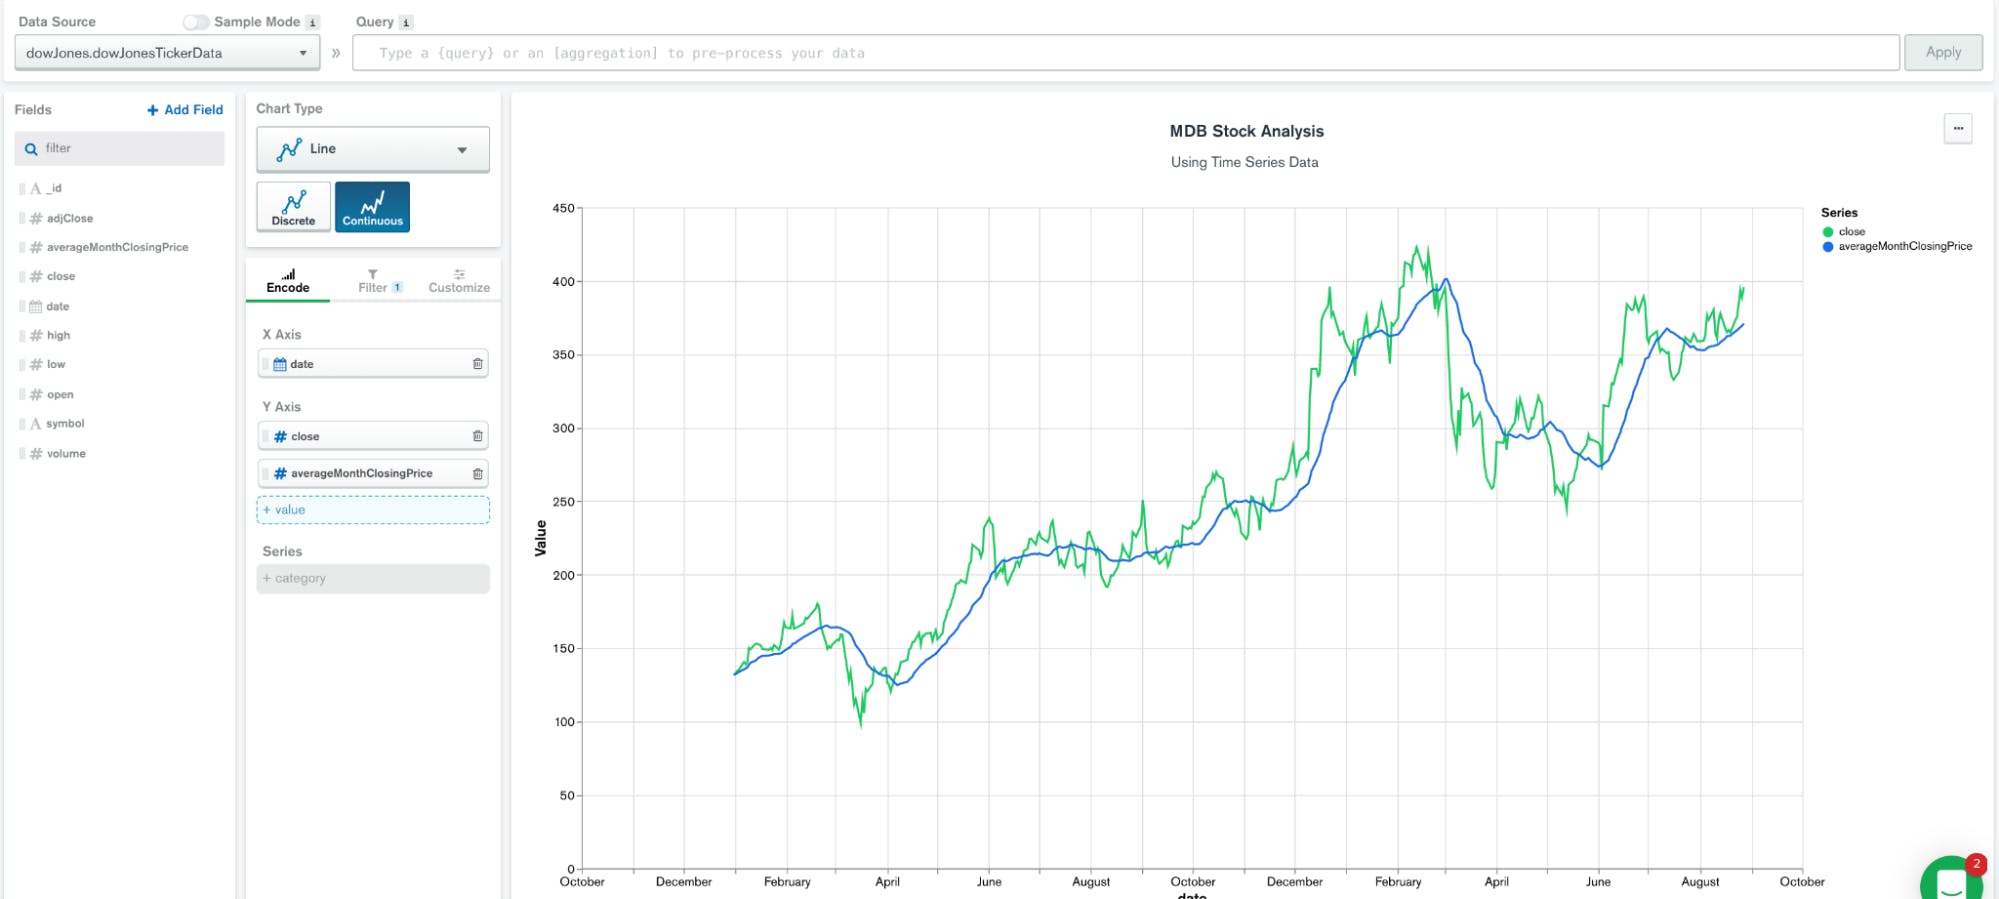 Data Source
Sample Mode i
Query i
dowJones.dowJonesTickerData
»
Type a {query} or an [aggregation] to pre-process your data
Apply
Fields
+ Add Field
filter
A _id
# adjClose
# averageMonthClosingPrice
# close
date
# high
# low
# open
A symbol
# volume
Chart Type
Line
Discrete
Continuous
Encode
Filter 1
Customize
X Axis
date
Y Axis
# close
# averageMonthClosingPrice
+ value
Series
+ category
MDB Stock Analysis
Using Time Series Data
...
Series
close
averageMonthClosingPrice
Value
450
400
350
300
250
200
150
100
50
0
October December February April June August October December February April June August October
date
2